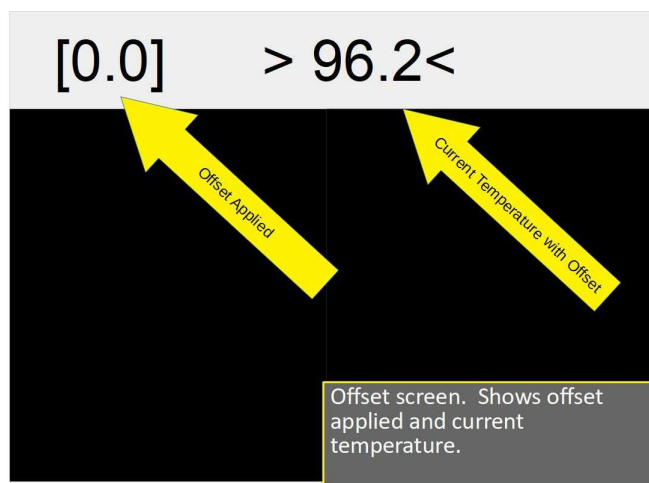 [0.0] > 96.2<
Offset Applied
Current Temperature with Offset
Offset screen. Shows offset
applied and current
temperature.